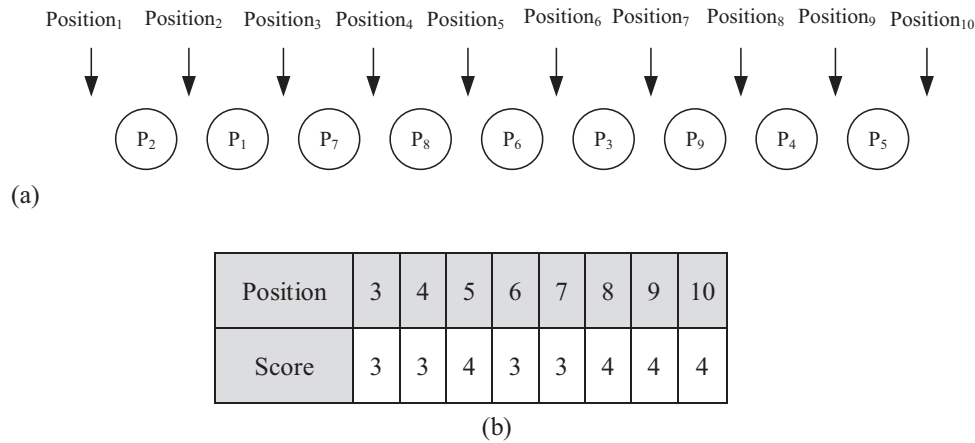 Position₁ Position₂ Position₃ Position₄ Position₅ Position₆ Position₇ Position₈ Position₉ Position₁₀
P₂ P₁ P₇ P₈ P₆ P₃ P₉ P₄ P₅
(a)
Position 3 4 5 6 7 8 9 10
Score 3 3 4 3 3 4 4 4
(b)